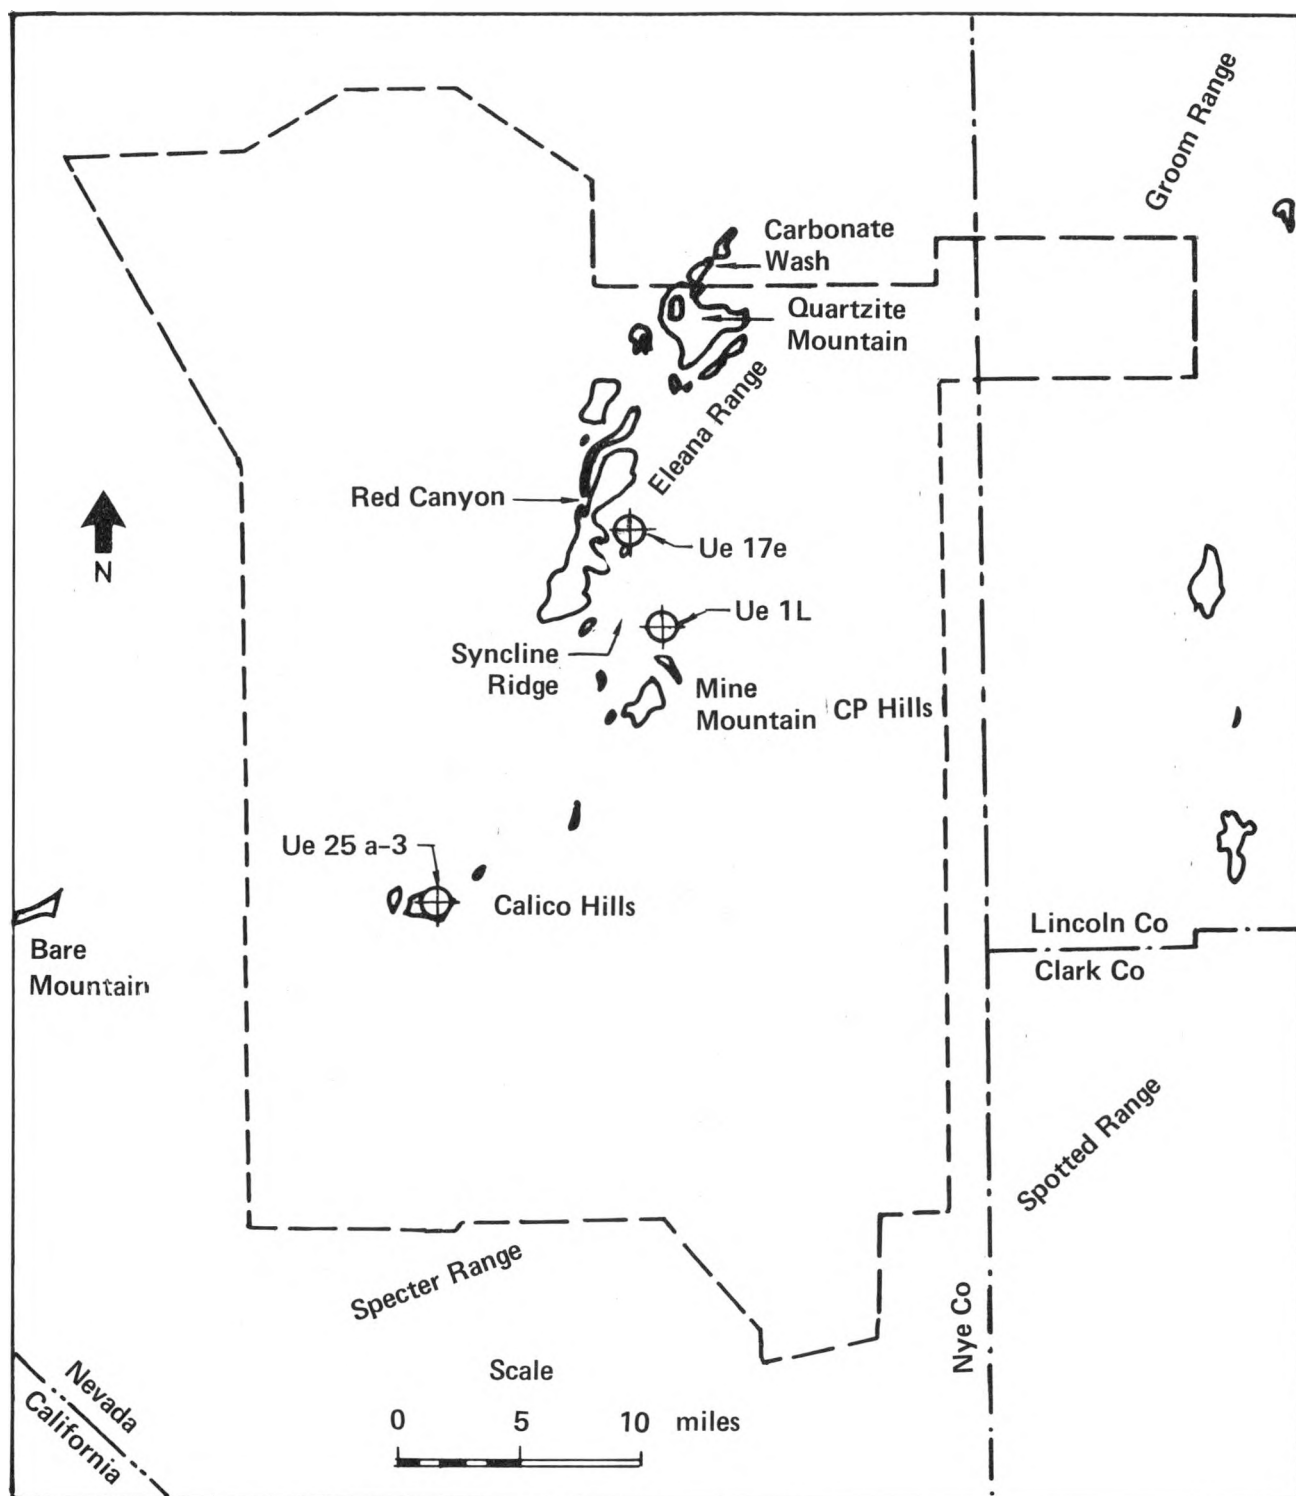 Groom Range
Carbonate
Wash
Quartzite
Mountain
Eleana Range
Red Canyon
N
Ue 17e
Ue 1L
Syncline
Ridge
Mine
Mountain
CP Hills
Ue 25 a-3
Calico Hills
Bare
Mountain
Lincoln Co
Clark Co
Spotted Range
Specter Range
Nye Co
Nevada
California
Scale
0 5 10 miles